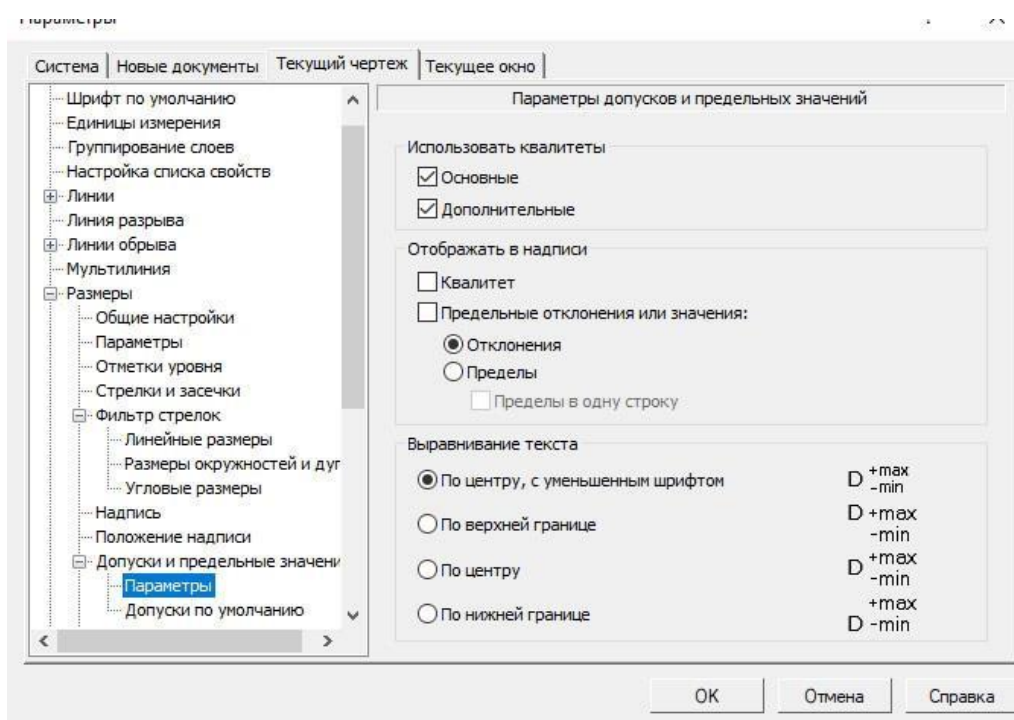 Параметры
Система
Новые документы
Текущий чертеж
Текущее окно
Шрифт по умолчанию
Единицы измерения
Группирование слоев
Настройка списка свойств
Линии
Линия разрыва
Линии обрыва
Мультилиния
Размеры
Общие настройки
Параметры
Отметки уровня
Стрелки и засечки
Фильтр стрелок
Линейные размеры
Размеры окружностей и дуг
Угловые размеры
Надпись
Положение надписи
Допуски и предельные значени
Параметры
Допуски по умолчанию
Параметры допусков и предельных значений
Использовать квалитеты
Основные
Дополнительные
Отображать в надписи
Квалитет
Предельные отклонения или значения:
Отклонения
Пределы
Пределы в одну строку
Выравнивание текста
По центру, с уменьшенным шрифтом
D +max
-min
По верхней границе
D +max
-min
По центру
D +max
-min
По нижней границе
+max
D -min
OK
Отмена
Справка